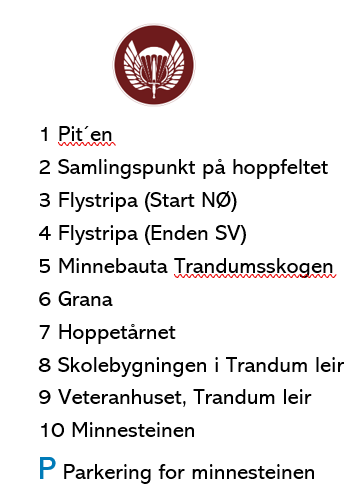 1 Pit´en
2 Samlingspunkt på hoppfeltet
3 Flystripa (Start NØ)
4 Flystripa (Enden SV)
5 Minnebauta Trandumsskogen
6 Grana
7 Hoppetårnet
8 Skolebygningen i Trandum leir
9 Veteranhuset, Trandum leir
10 Minnesteinen
P Parkering for minnesteinen